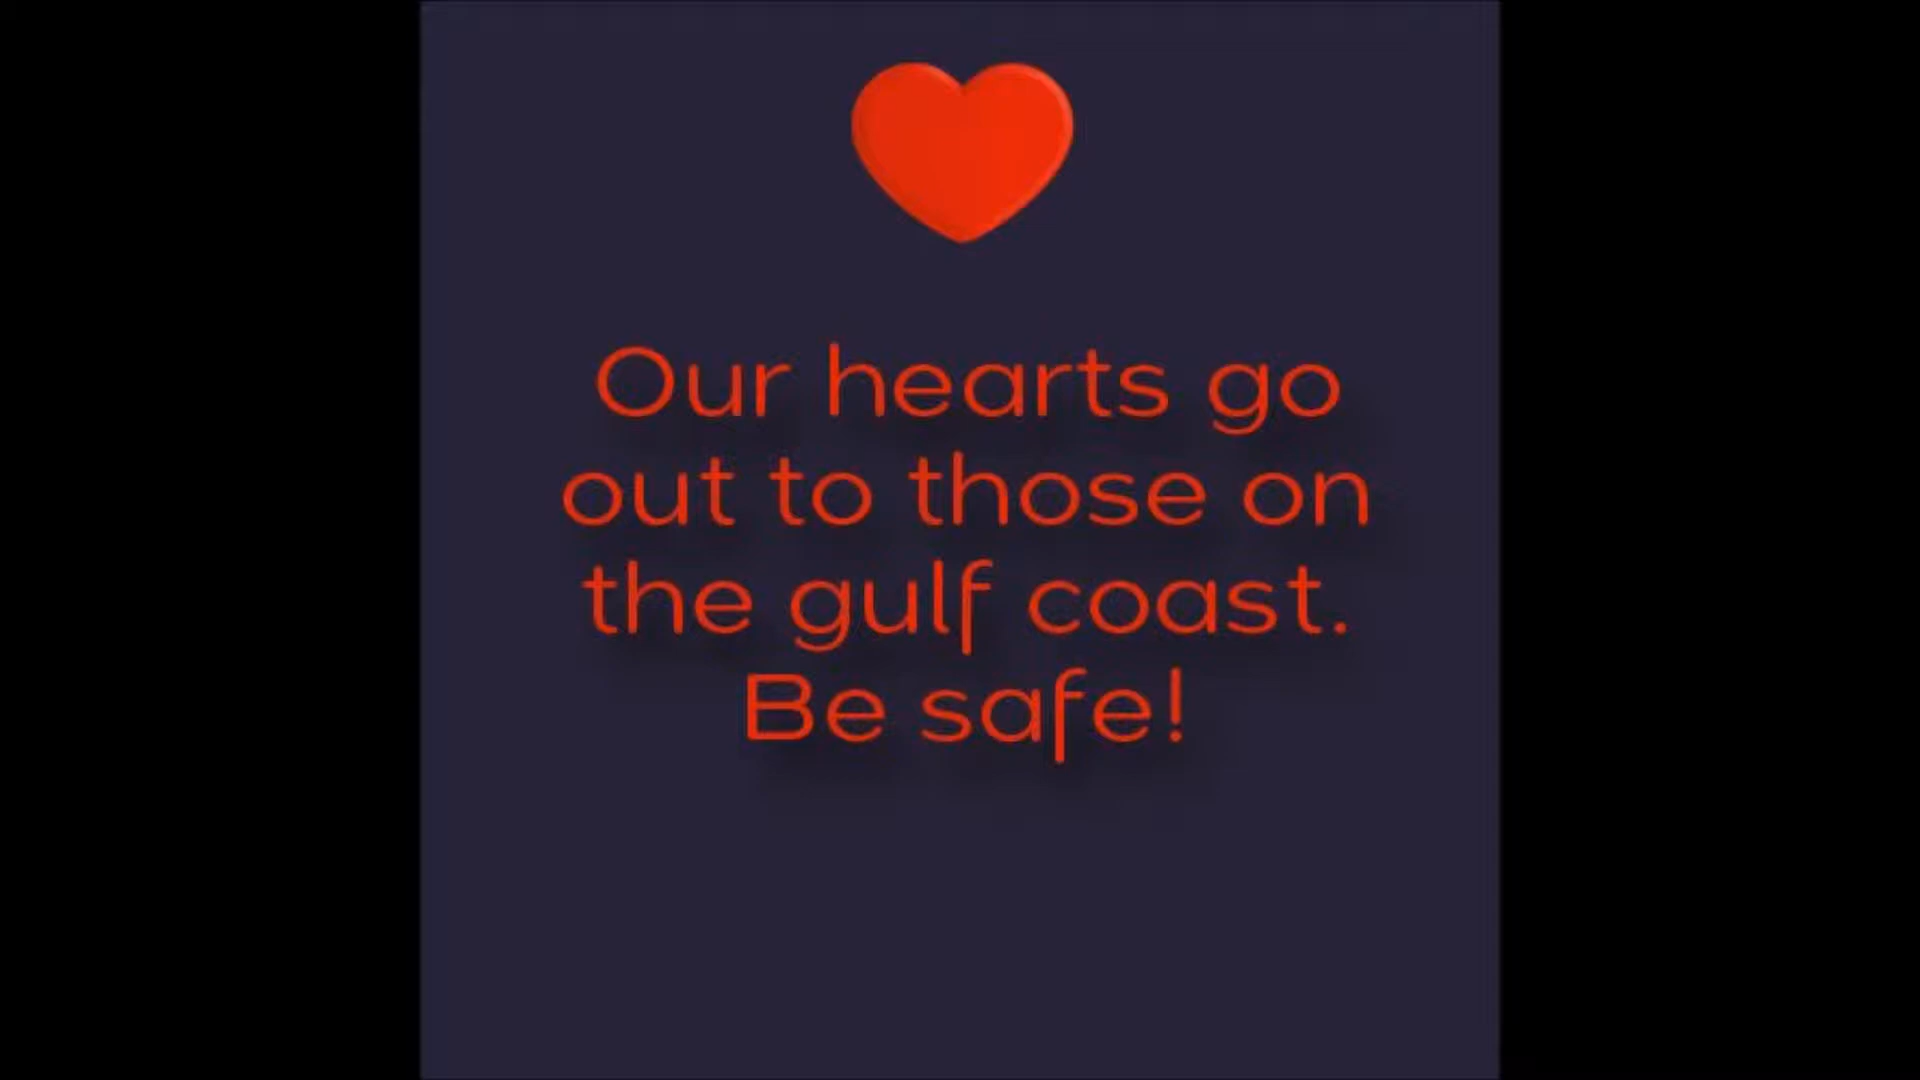 Our hearts go
out to those on
the gulf coast.
Be safe!